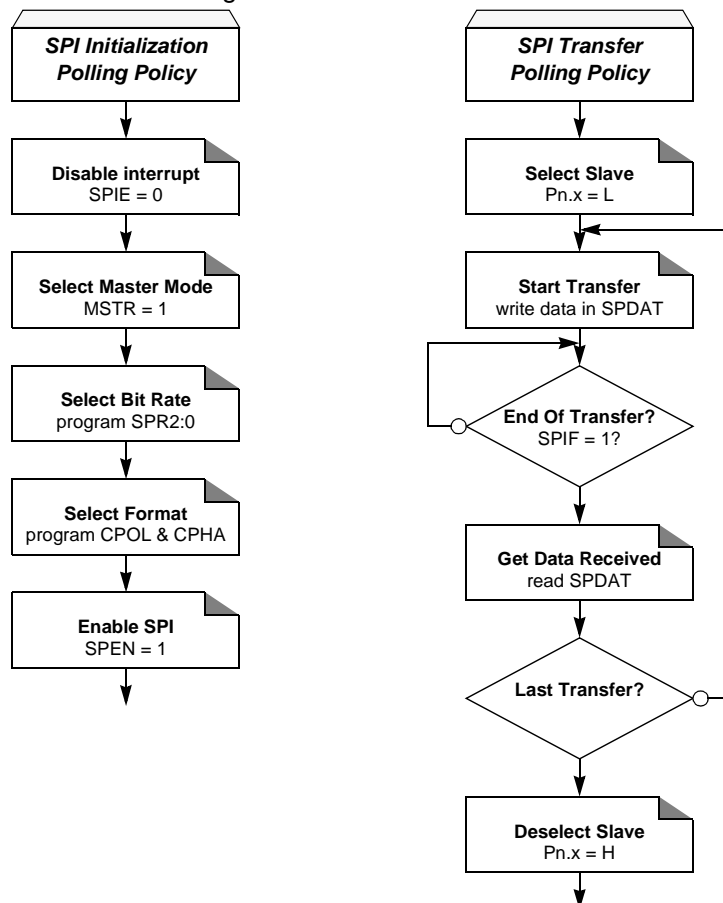 SPI Initialization
Polling Policy
Disable interrupt
SPIE = 0
Select Master Mode
MSTR = 1
Select Bit Rate
program SPR2:0
Select Format
program CPOL & CPHA
Enable SPI
SPEN = 1
SPI Transfer
Polling Policy
Select Slave
Pn.x = L
Start Transfer
write data in SPDAT
End Of Transfer?
SPIF = 1?
Get Data Received
read SPDAT
Last Transfer?
Deselect Slave
Pn.x = H